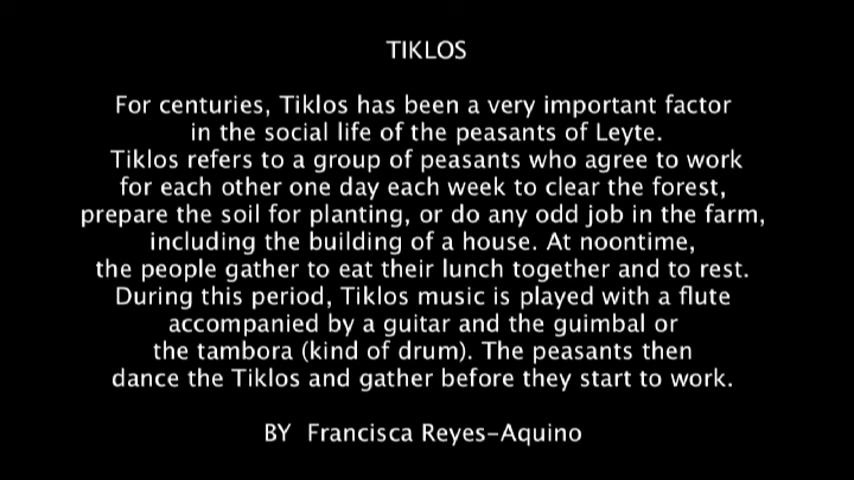 TIKLOS
For centuries, Tiklos has been a very important factor
in the social life of the peasants of Leyte.
Tiklos refers to a group of peasants who agree to work
for each other one day each week to clear the forest,
prepare the soil for planting, or do any odd job in the farm,
including the building of a house. At noontime,
the people gather to eat their lunch together and to rest.
During this period, Tiklos music is played with a flute
accompanied by a guitar and the guimbal or
the tambora (kind of drum). The peasants then
dance the Tiklos and gather before they start to work.
BY  Francisca Reyes–Aquino